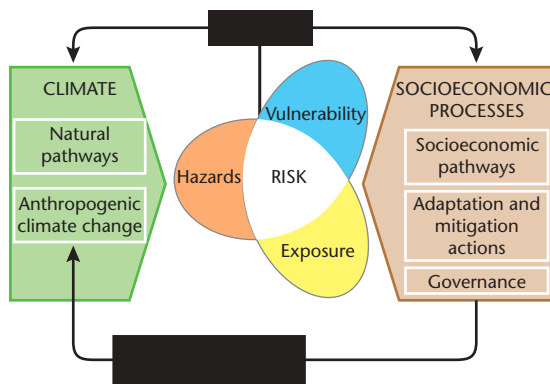 CLIMATE
Natural
pathways
Anthropogenic
climate change
Vulnerability
Hazards
RISK
Exposure
SOCIOECONOMIC
PROCESSES
Socioeconomic
pathways
Adaptation and
mitigation
actions
Governance